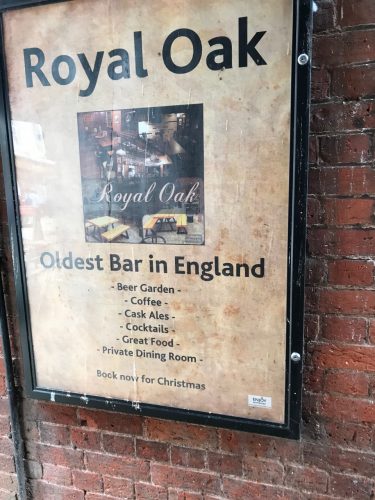 Royal Oak
Royal Oak
Oldest Bar in England
- Beer Garden -
- Coffee -
- Cask Ales -
- Cocktails -
- Great Food -
- Private Dining Room -
Book now for Christmas